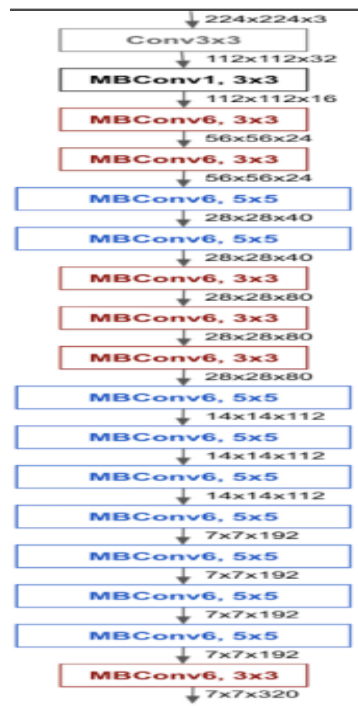 224x224x3
Conv3x3
112x112x32
MBConv1, 3x3
112x112x16
MBConv6, 3x3
56x56x24
MBConv6, 3x3
56x56x24
MBConv6, 5x5
28x28x40
MBConv6, 5x5
28x28x40
MBConv6, 3x3
28x28x80
MBConv6, 3x3
28x28x80
MBConv6, 3x3
28x28x80
MBConv6, 5x5
14x14x112
MBConv6, 5x5
14x14x112
MBConv6, 5x5
14x14x112
MBConv6, 5x5
7x7x192
MBConv6, 5x5
7x7x192
MBConv6, 5x5
7x7x192
MBConv6, 5x5
7x7x192
MBConv6, 3x3
7x7x320